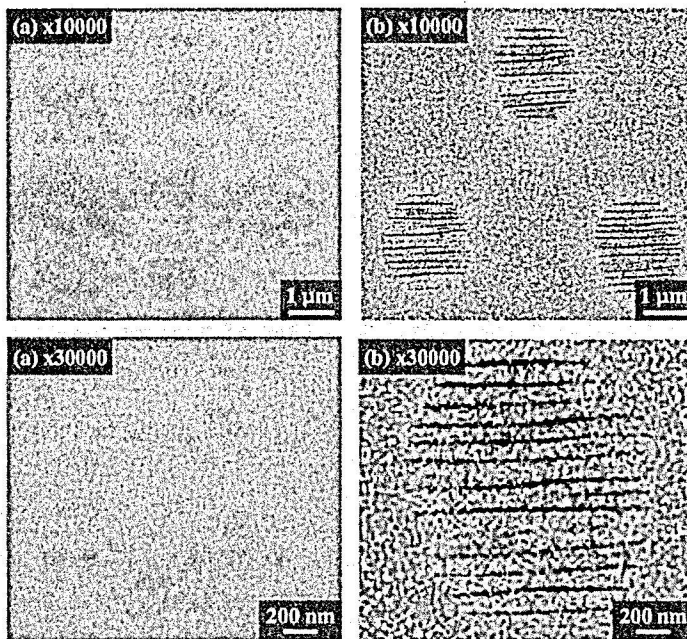 (a) x10000
1 μm
(b) x10000
1 μm
(a) x30000
200 nm
(b) x30000
200 nm